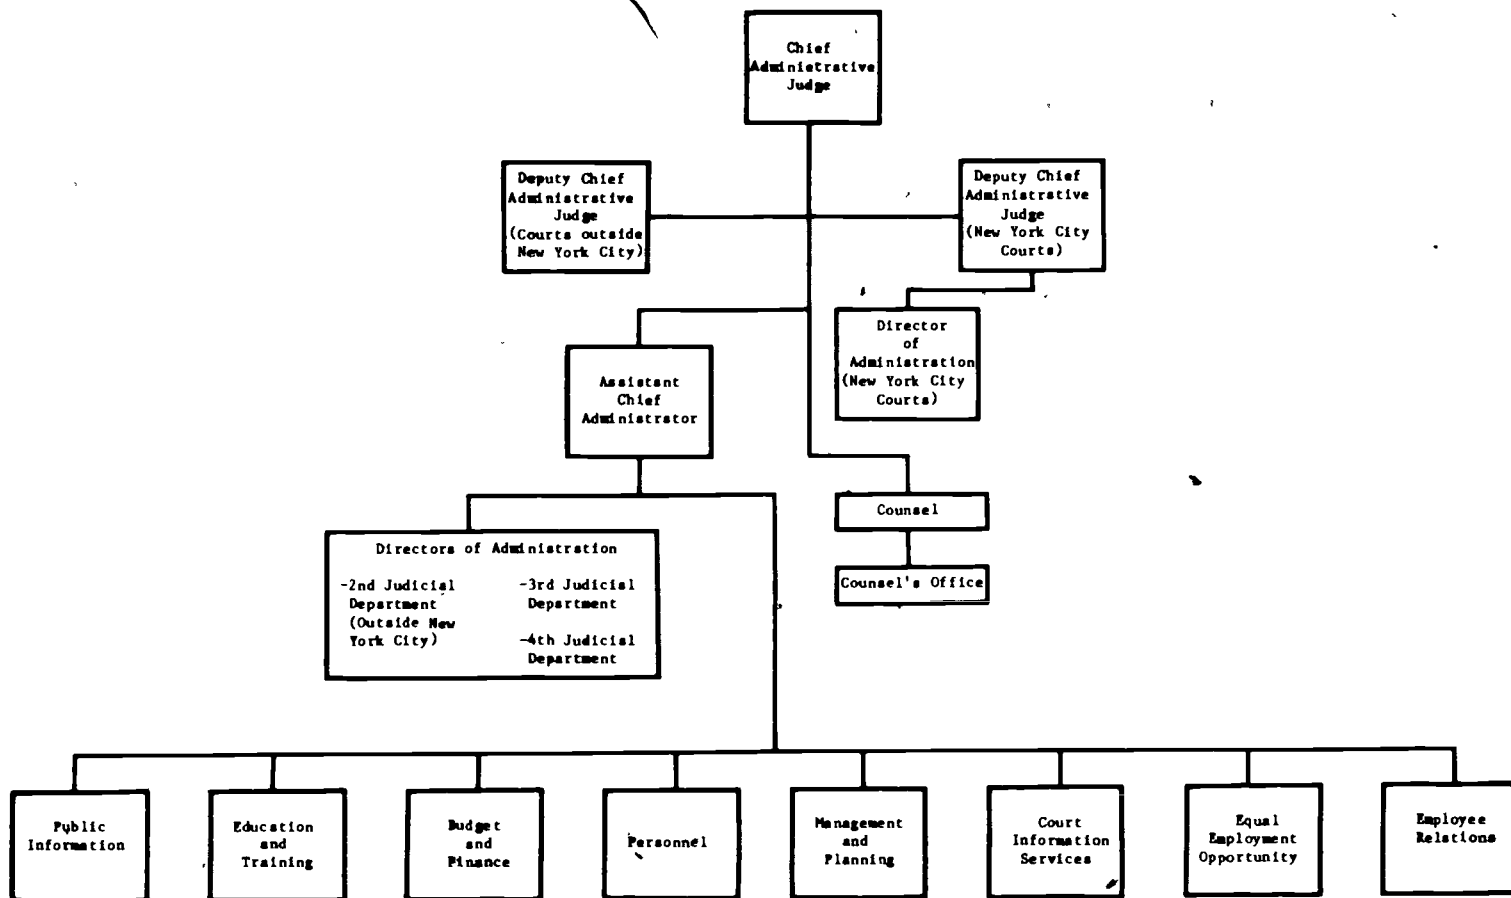 Chief
Administrative
Judge
Deputy Chief
Administrative
Judge
(Courts outside
New York City)
Deputy Chief
Administrative
Judge
(New York City
Courts)
Director
of
Administration
(New York City
Courts)
Assistant
Chief
Administrator
Counsel
Counsel's Office
Directors of Administration
-2nd Judicial
Department
(Outside New
York City)
-3rd Judicial
Department
-4th Judicial
Department
Public
Information
Education
and
Training
Budget
and
Finance
Personnel
Management
and
Planning
Court
Information
Services
Equal
Employment
Opportunity
Employee
Relations